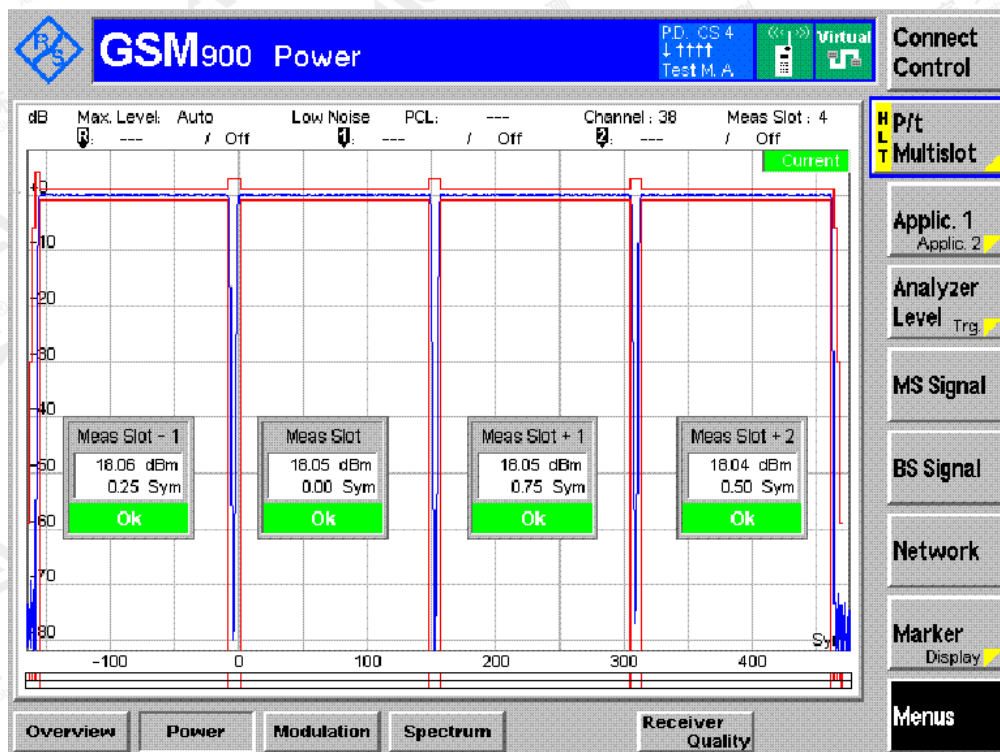 R/S
GSM900 Power
P.D. CS 4
↓↑↑↑↑
Test M. A
Virtual
Connect
Control
dB Max. Level: Auto Low Noise PCL: --- Channel : 38 Meas Slot : 4
R: --- / Off 1: --- / Off 2: --- / Off
HLT
P/t
Multislot
Current
+0
-10
-20
-30
-40
-50
-60
-70
-80
Meas Slot - 1
18.06 dBm
0.25 Sym
Ok
Meas Slot
18.05 dBm
0.00 Sym
Ok
Meas Slot + 1
18.05 dBm
0.75 Sym
Ok
Meas Slot + 2
18.04 dBm
0.50 Sym
Ok
-100 0 100 200 300 400
Applic. 1
Applic. 2
Analyzer
Level Trg.
MS Signal
BS Signal
Network
Marker
Display
Menus
Overview Power Modulation Spectrum
Receiver
Quality